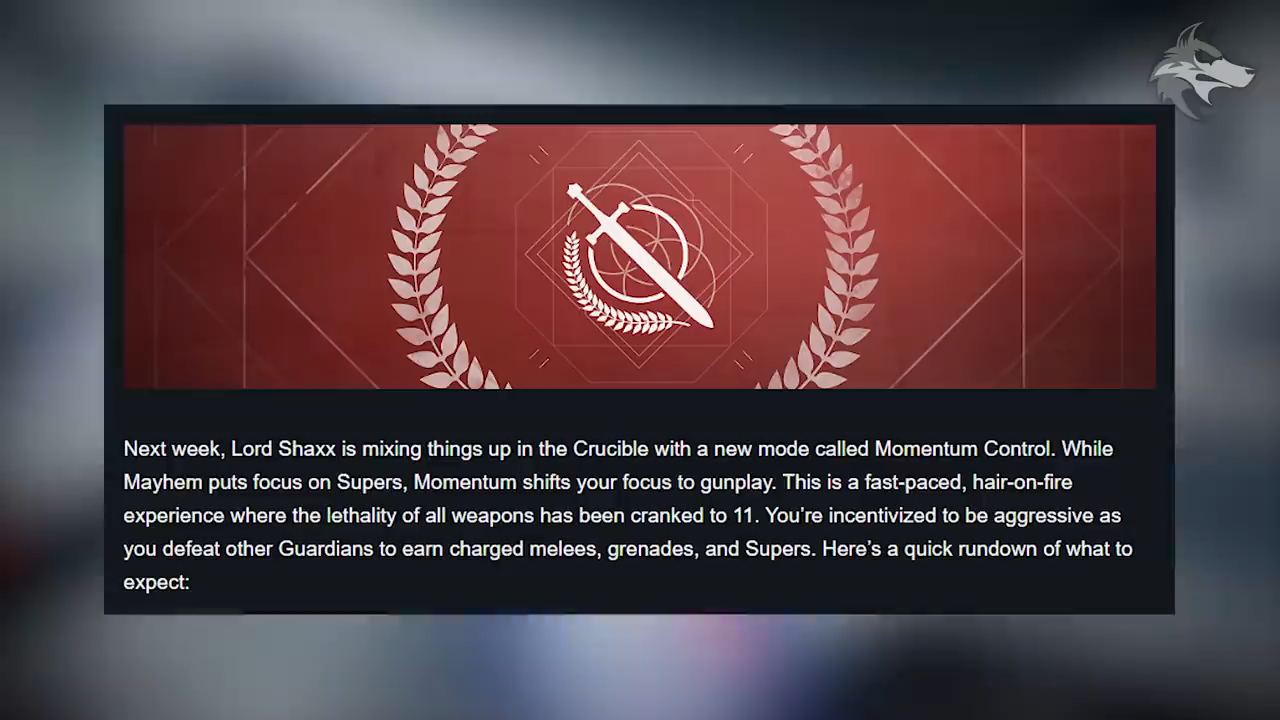 Next week, Lord Shaxx is mixing things up in the Crucible with a new mode called Momentum Control. While
Mayhem puts focus on Supers, Momentum shifts your focus to gunplay. This is a fast-paced, hair-on-fire
experience where the lethality of all weapons has been cranked to 11. You’re incentivized to be aggressive as
you defeat other Guardians to earn charged melees, grenades, and Supers. Here’s a quick rundown of what to
expect: